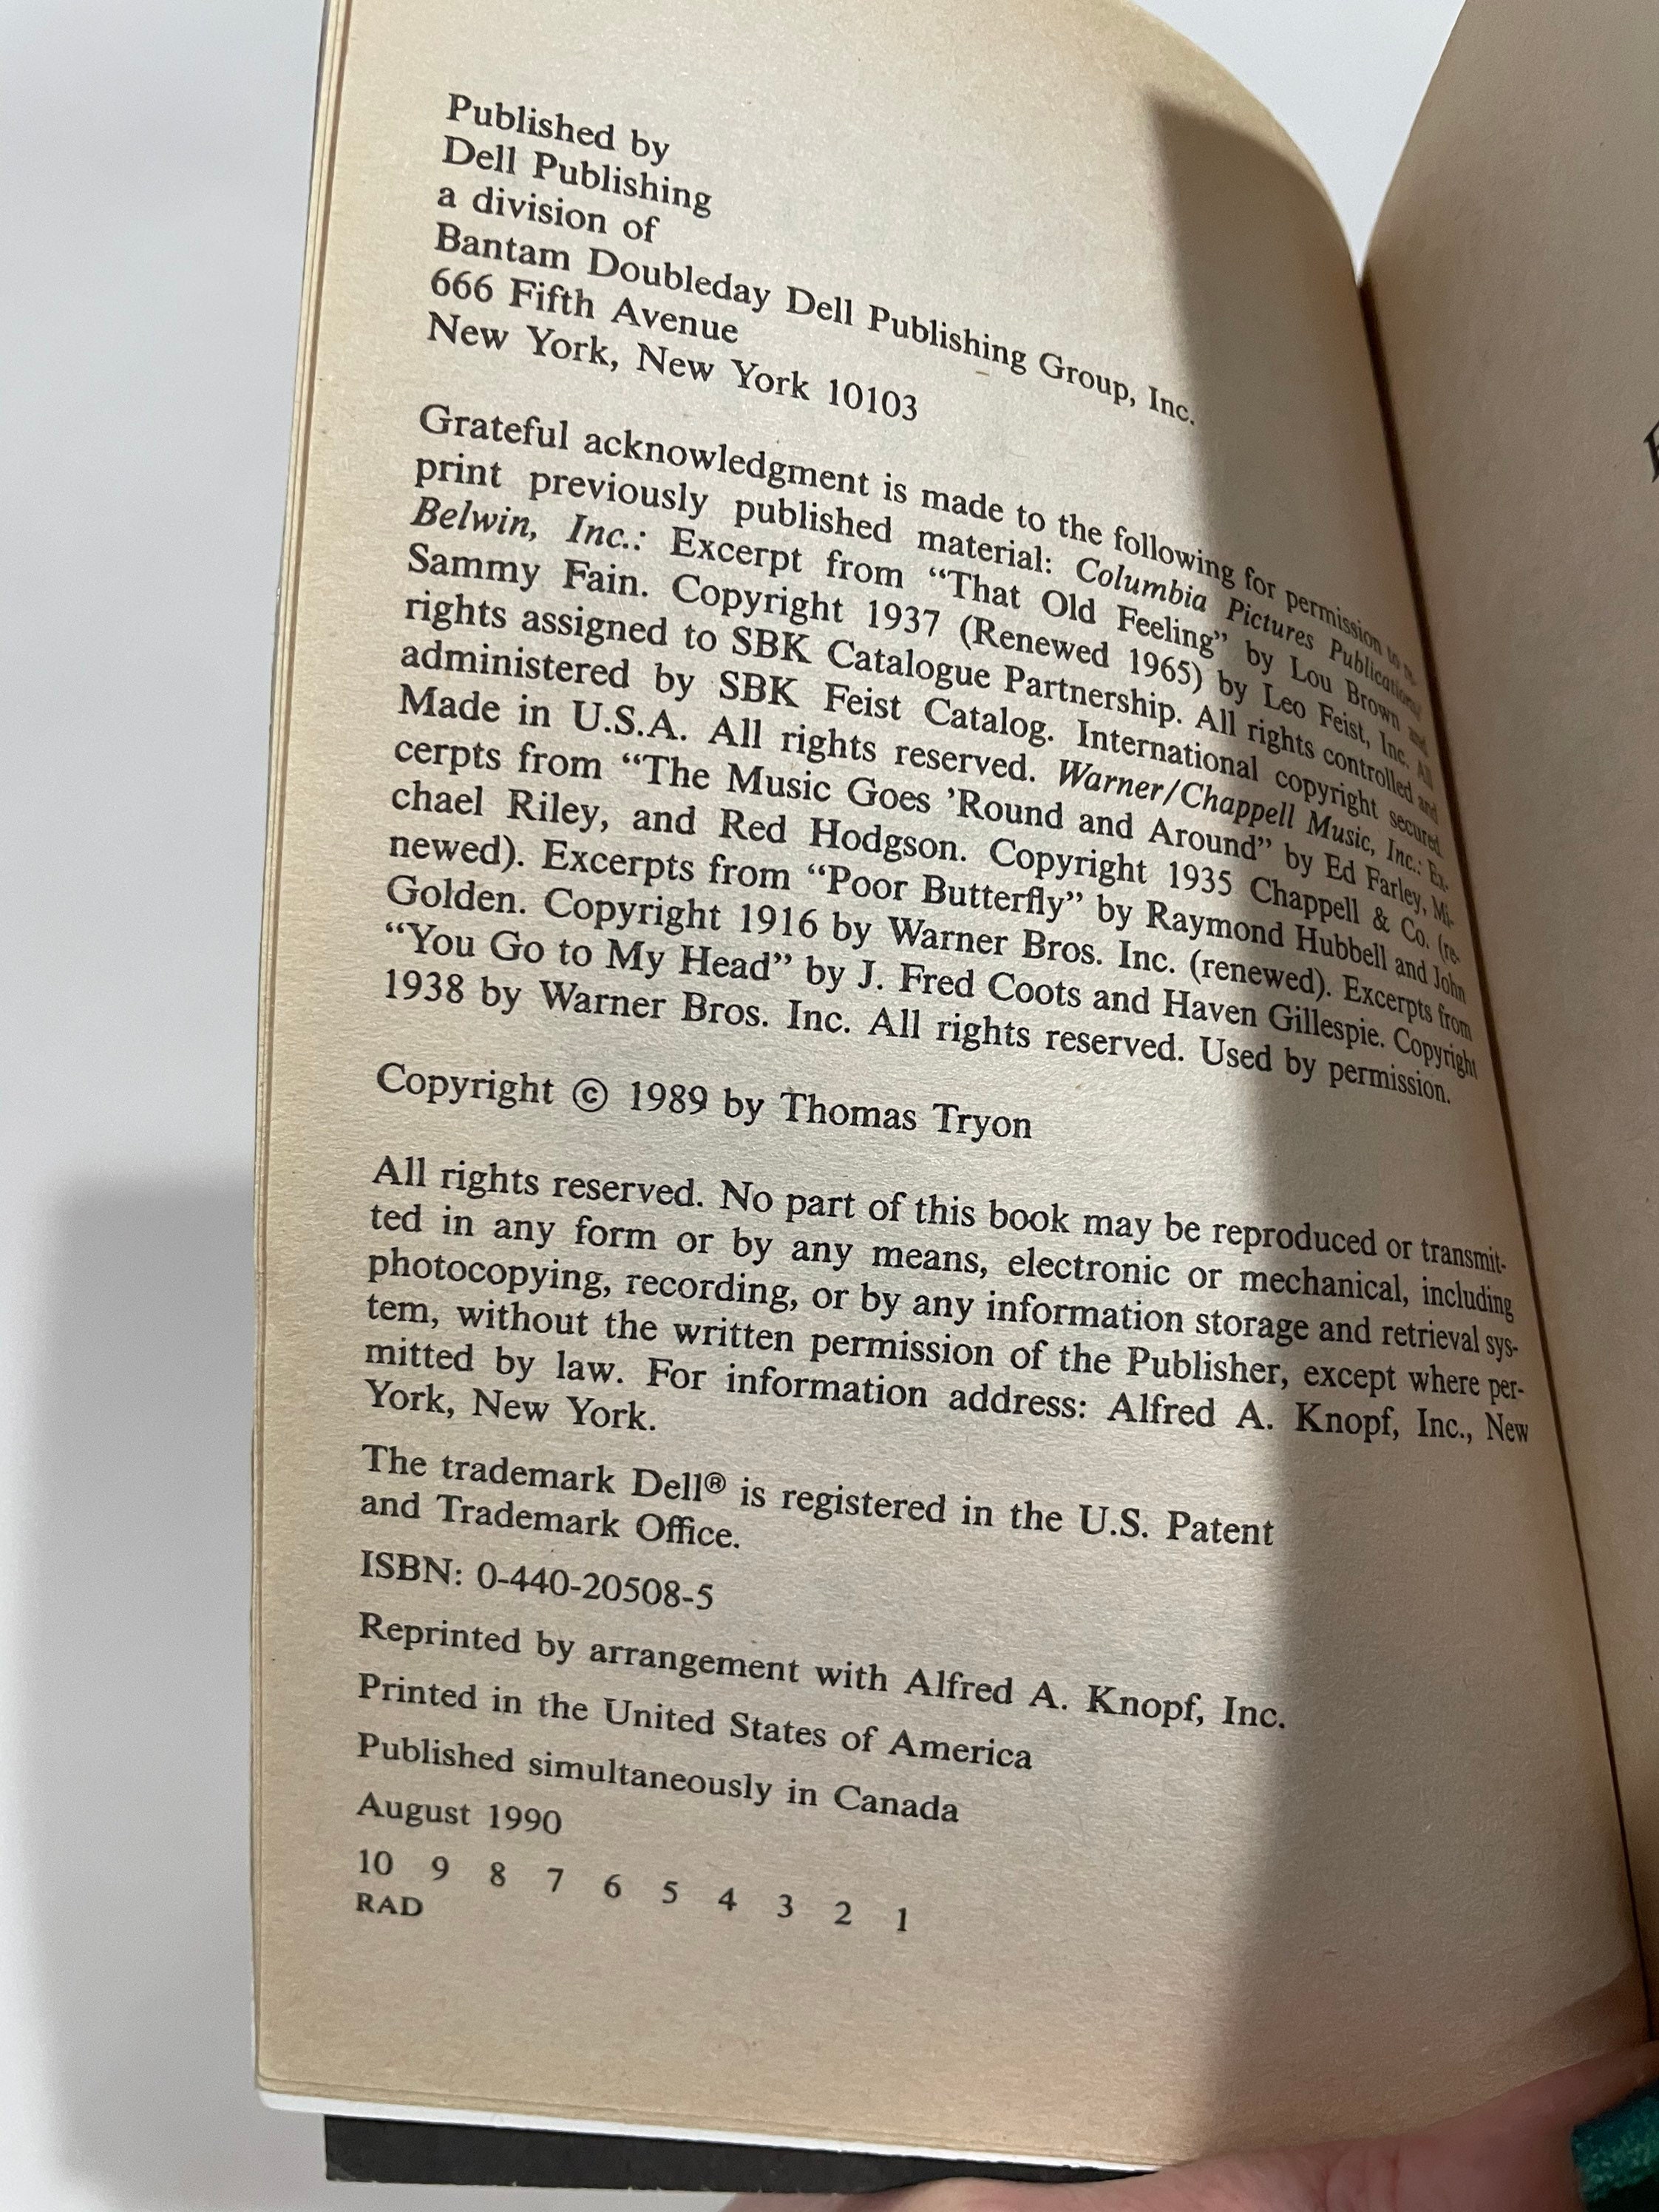 Published by
Dell Publishing
a division of
Bantam Doubleday Dell Publishing Group, Inc.
666 Fifth Avenue
New York, New York 10103
Grateful acknowledgment is made to the following for permission to re-
print previously published material: Columbia Pictures Publications/
Belwin, Inc.: Excerpt from “That Old Feeling” by Lou Brown and
Sammy Fain. Copyright 1937 (Renewed 1965) by Leo Feist, Inc. All
rights assigned to SBK Catalogue Partnership. All rights controlled and
administered by SBK Feist Catalog. International copyright secured.
Made in U.S.A. All rights reserved. Warner/Chappell Music, Inc.: Ex-
cerpts from “The Music Goes ’Round and Around” by Ed Farley, Mi-
chael Riley, and Red Hodgson. Copyright 1935 Chappell & Co. (re-
newed). Excerpts from “Poor Butterfly” by Raymond Hubbell and John
Golden. Copyright 1916 by Warner Bros. Inc. (renewed). Excerpts from
“You Go to My Head” by J. Fred Coots and Haven Gillespie. Copyright
1938 by Warner Bros. Inc. All rights reserved. Used by permission.
Copyright © 1989 by Thomas Tryon
All rights reserved. No part of this book may be reproduced or transmit-
ted in any form or by any means, electronic or mechanical, including
photocopying, recording, or by any information storage and retrieval sys-
tem, without the written permission of the Publisher, except where per-
mitted by law. For information address: Alfred A. Knopf, Inc., New
York, New York.
The trademark Dell® is registered in the U.S. Patent
and Trademark Office.
ISBN: 0-440-20508-5
Reprinted by arrangement with Alfred A. Knopf, Inc.
Printed in the United States of America
Published simultaneously in Canada
August 1990
10 9 8 7 6 5 4 3 2 1
RAD